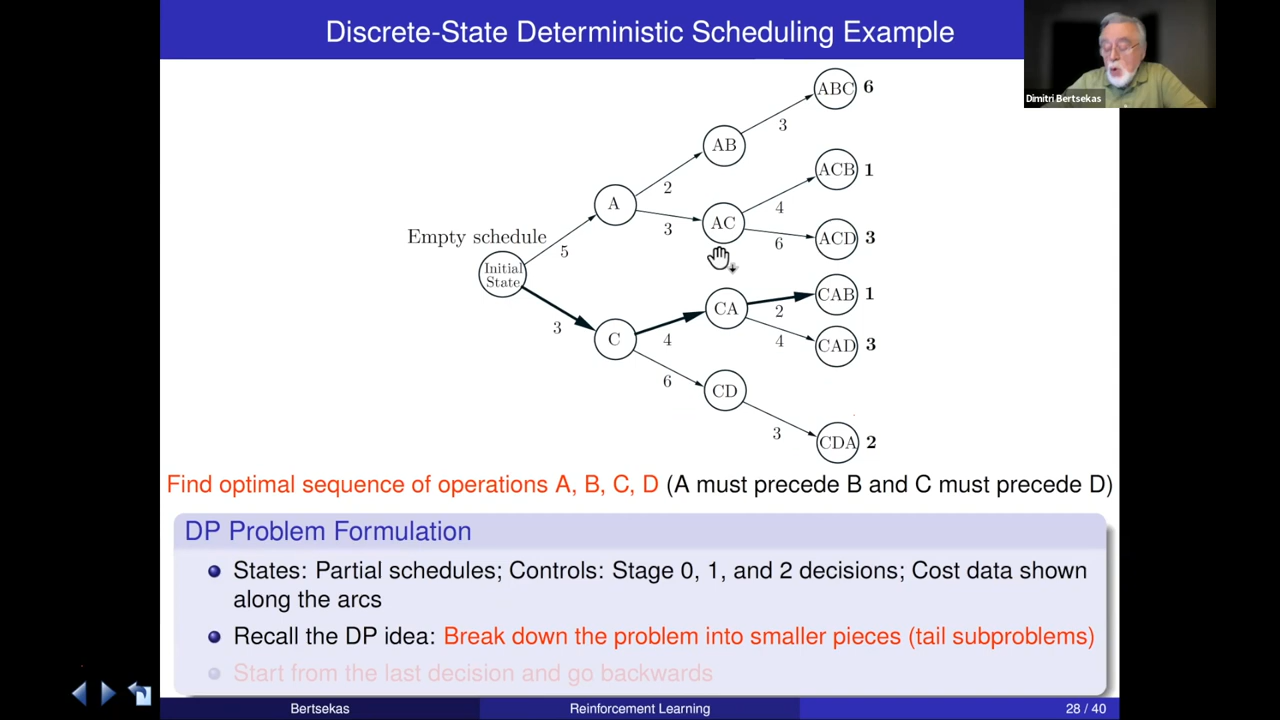 Discrete-State Deterministic Scheduling Example
Dimitri Bertsekas
ABC 6
3
AB
2
ACB 1
A
4
AC
3
6
ACD 3
Empty schedule
5
Initial
State
CAB 1
CA
2
3
C
4
4
CAD 3
6
CD
3
CDA 2
Find optimal sequence of operations A, B, C, D (A must precede B and C must precede D)
DP Problem Formulation
States: Partial schedules; Controls: Stage 0, 1, and 2 decisions; Cost data shown
along the arcs
Recall the DP idea: Break down the problem into smaller pieces (tail subproblems)
Start from the last decision and go backwards
Bertsekas
Reinforcement Learning
28 / 40